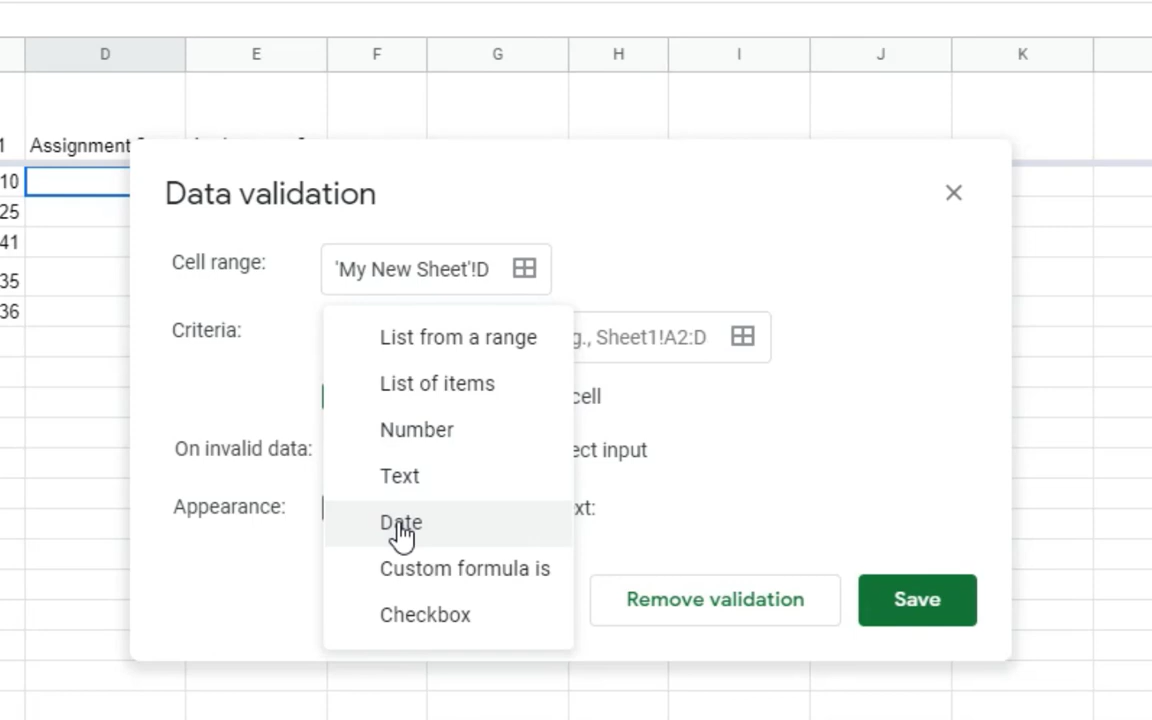 D E F G H I J K
1 Assignment
10
25
41
35
36
Data validation
Cell range: 'My New Sheet'!D
Criteria: g., Sheet1!A2:D
List from a range
List of items
cell
Number
On invalid data: ect input
Text
Appearance: xt:
Date
Custom formula is
Checkbox
Remove validation Save